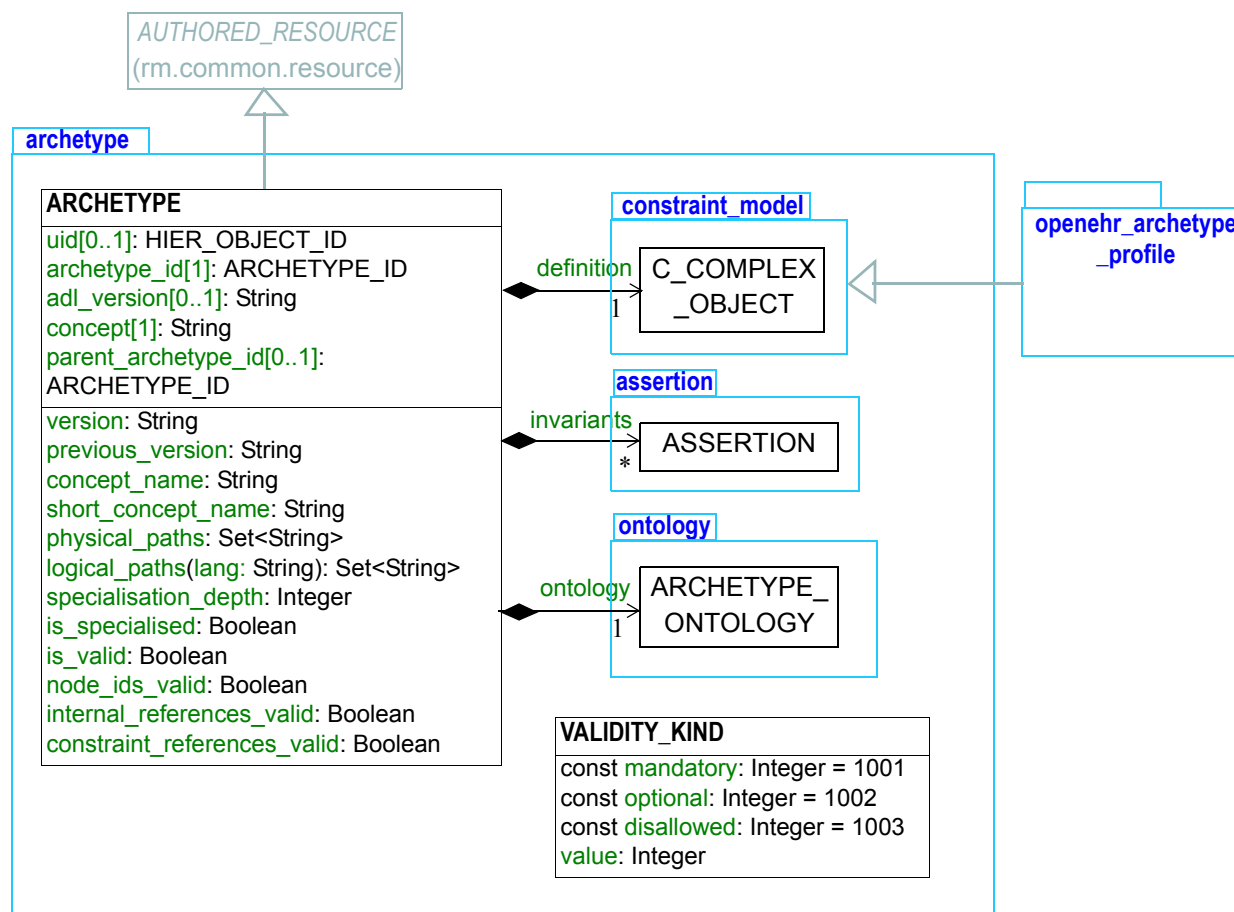 AUTHORED_RESOURCE
(rm.common.resource)
archetype
ARCHETYPE
uid[0..1]: HIER_OBJECT_ID
archetype_id[1]: ARCHETYPE_ID
adl_version[0..1]: String
concept[1]: String
parent_archetype_id[0..1]:
ARCHETYPE_ID
version: String
previous_version: String
concept_name: String
short_concept_name: String
physical_paths: Set<String>
logical_paths(lang: String): Set<String>
specialisation_depth: Integer
is_specialised: Boolean
is_valid: Boolean
node_ids_valid: Boolean
internal_references_valid: Boolean
constraint_references_valid: Boolean
definition
1
constraint_model
C_COMPLEX
_OBJECT
openehr_archetype
_profile
invariants
*
assertion
ASSERTION
ontology
1
ontology
ARCHETYPE_
ONTOLOGY
VALIDITY_KIND
const mandatory: Integer = 1001
const optional: Integer = 1002
const disallowed: Integer = 1003
value: Integer